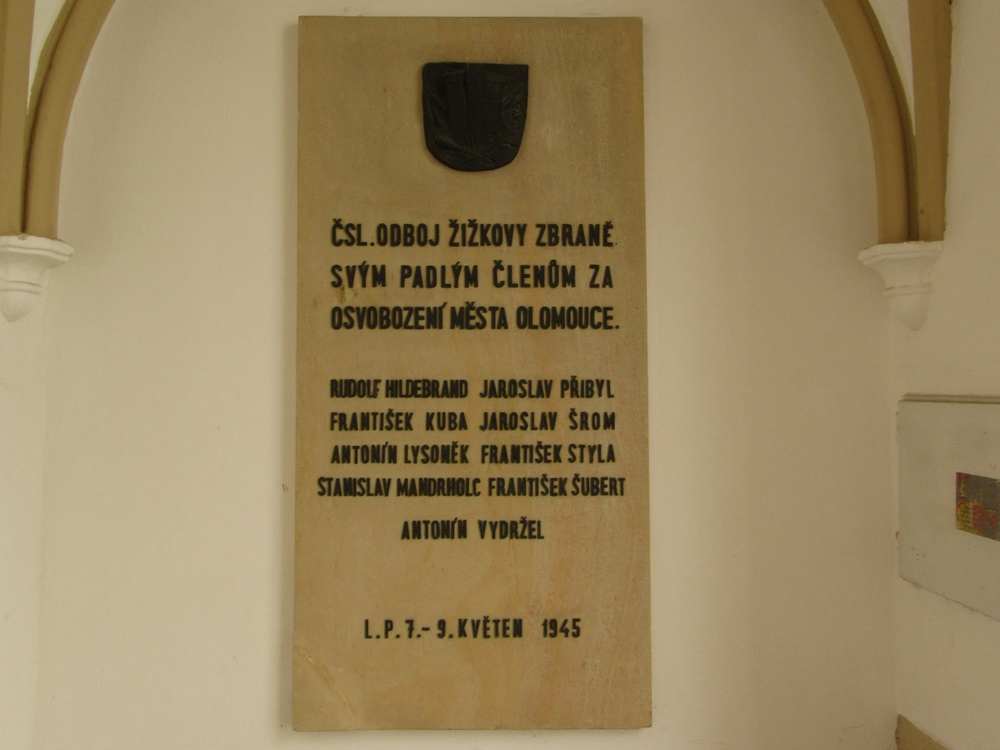 ČSL. ODBOJ ŽIŽKOVY ZBRANĚ
SVÝM PADLÝM ČLENŮM ZA
OSVOBOZENÍ MĚSTA OLOMOUCE.
RUDOLF HILDEBRAND JAROSLAV PŘIBYL
FRANTIŠEK KUBA JAROSLAV ŠROM
ANTONÍN LYSONĚK FRANTIŠEK STYLA
STANISLAV MANDRHOLC FRANTIŠEK ŠUBERT
ANTONÍN VYDRŽEL
L.P. 7.- 9. KVĚTEN 1945